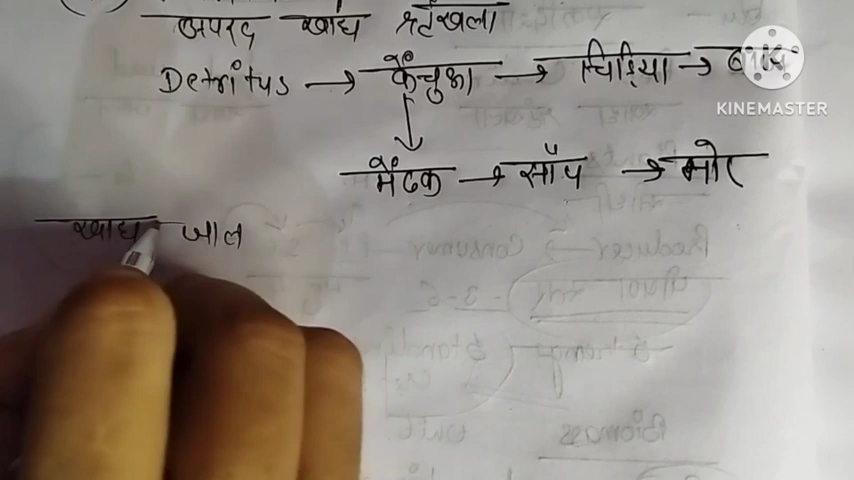 अपरद खाद्य श्रृंखला
Detritus → केंचुआ → चिड़िया → बाज
KINEMASTER
मेंढक → साँप → मोर
खाद्य जाल